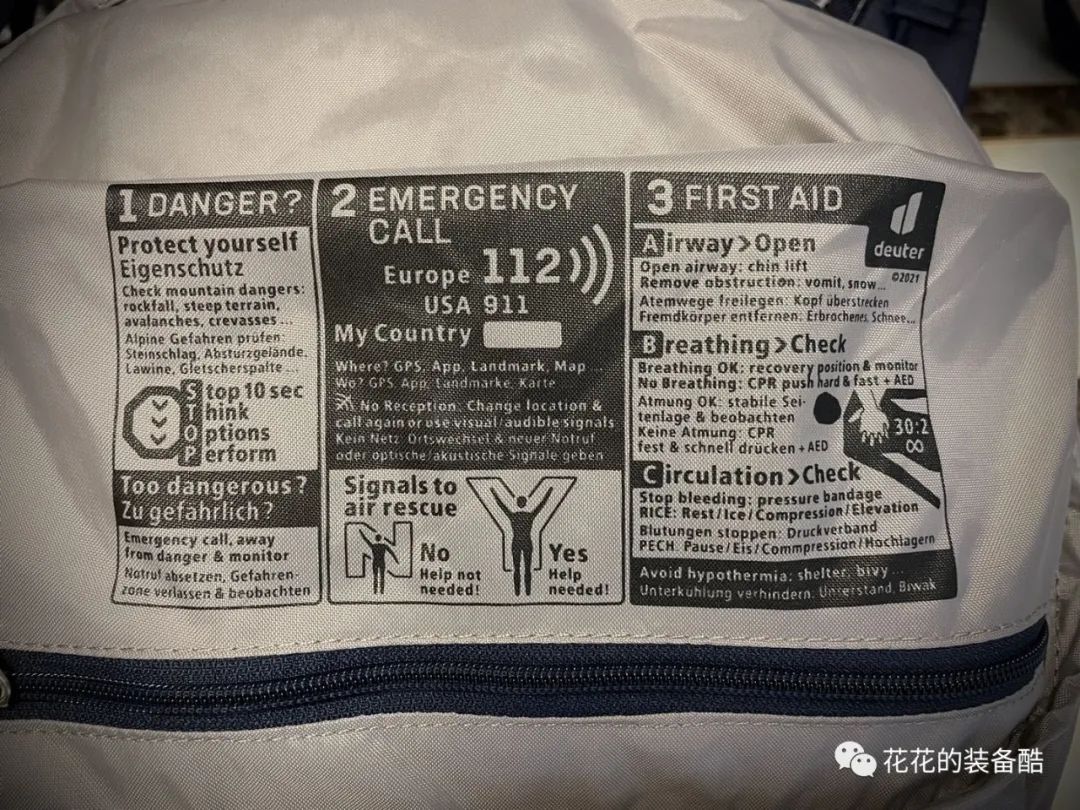 1 DANGER?
Protect yourself
Eigenschutz
Check mountain dangers:
rockfall, steep terrain,
avalanches, crevasses...
Alpine Gefahren prüfen:
Steinschlag, Absturzgelände,
Lawine, Gletscherspalte...
Stop 10 sec
Think
Options
Perform
Too dangerous?
Zu gefährlich?
Emergency call, away
from danger & monitor
Notruf absetzen, Gefahren-
zone verlassen & beobachten
2 EMERGENCY
CALL
Europe 112
USA 911
My Country
Where? GPS, App, Landmark, Map...
Wo? GPS, App, Landmarke, Karte
No Reception: Change location &
call again or use visual/audible signals
Kein Netz: Ortswechsel & neuer Notruf
oder optische/akustische Signale geben
Signals to
air rescue
N
No
Help not
needed!
Y
Yes
Help
needed!
3 FIRST AID
deuter
©2021
Airway>Open
Open airway: chin lift
Remove obstruction: vomit, snow...
Atemwege freilegen: Kopf überstrecken
Fremdkörper entfernen: Erbrochenes, Schnee...
Breathing>Check
Breathing OK: recovery position & monitor
No Breathing: CPR push hard & fast + AED
Atmung OK: stabile Sei-
tenlage & beobachten
Keine Atmung: CPR
fest & schnell drücken + AED
30:2
∞
Circulation>Check
Stop bleeding: pressure bandage
RICE: Rest/Ice/Compression/Elevation
Blutungen stoppen: Druckverband
PECH: Pause/Eis/Commpression/Hochlagern
Avoid hypothermia: shelter, bivy...
Unterkühlung verhindern: Unterstand, Biwak
花花的装备酷